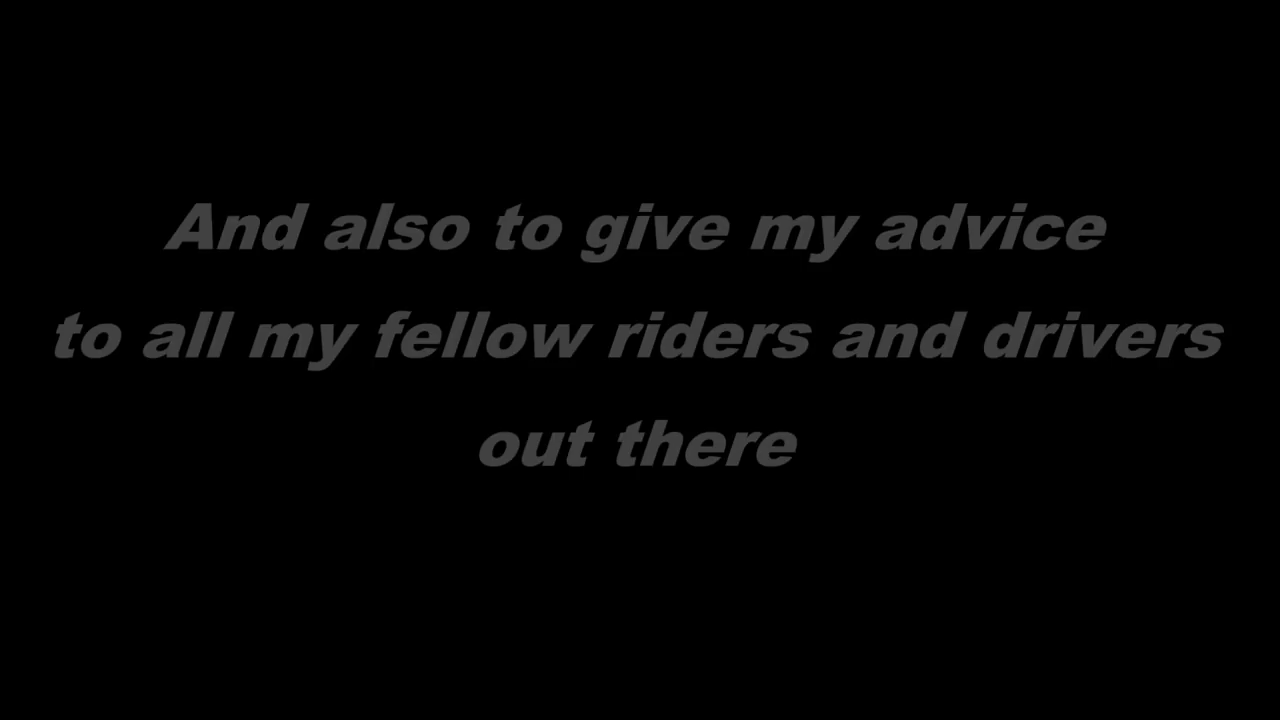 And also to give my advice
to all my fellow riders and drivers
out there